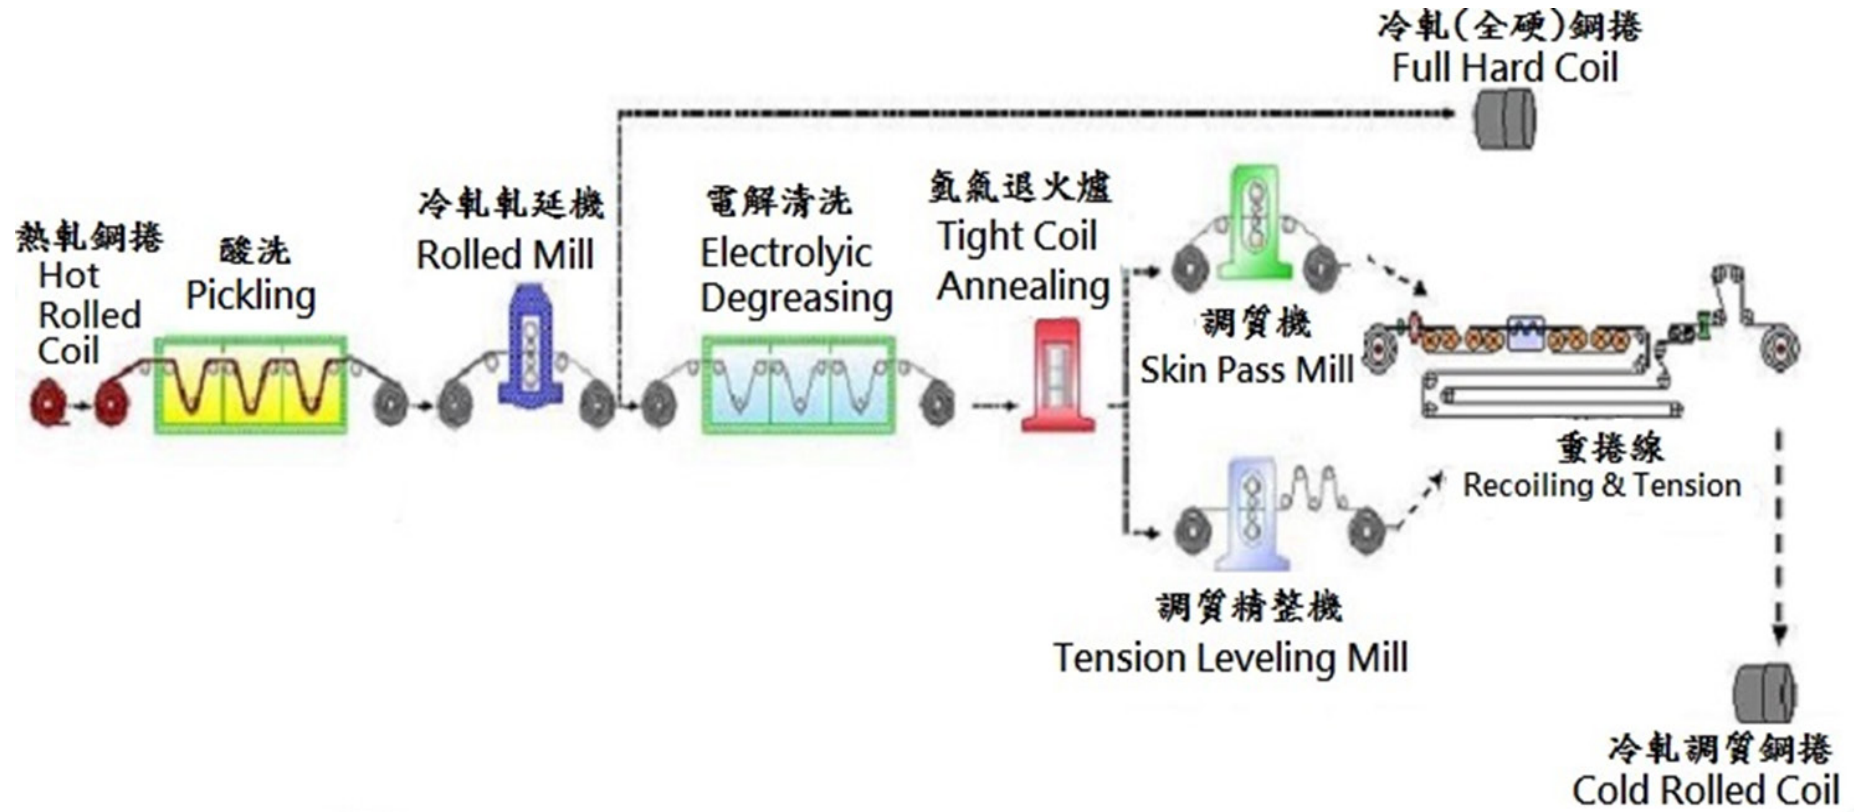 冷軋(全硬)鋼捲
Full Hard Coil
熱軋鋼捲
Hot
Rolled
Coil
酸洗
Pickling
冷軋軋延機
Rolled Mill
電解清洗
Electrolyic
Degreasing
氫氣退火爐
Tight Coil
Annealing
調質機
Skin Pass Mill
重捲線
Recoiling & Tension
調質精整機
Tension Leveling Mill
冷軋調質鋼捲
Cold Rolled Coil